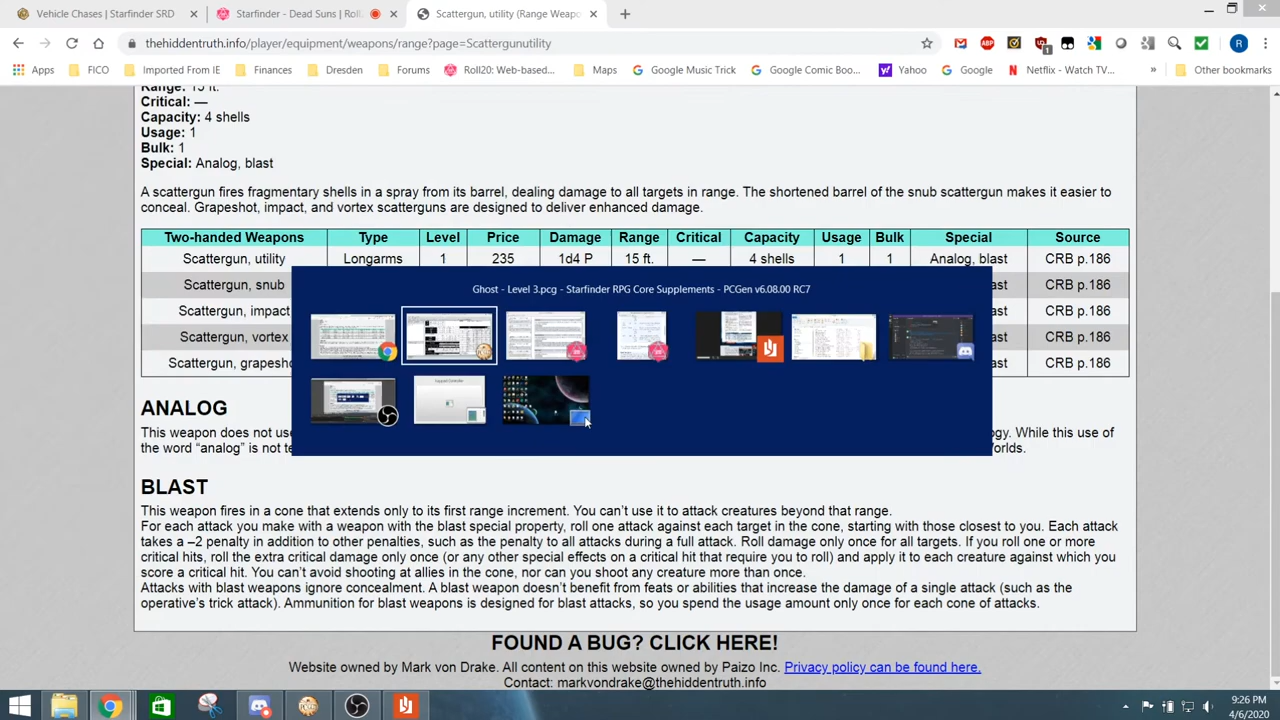 Vehicle Chases | Starfinder SRD
Starfinder - Dead Suns | Roll
Scattergun, utility (Range Weapo
thehiddentruth.info/player/equipment/weapons/range?page=Scattergunutility
Apps
FICO
Imported From IE
Finances
Dresden
Forums
Roll20: Web-based...
Maps
Google Music Trick
Google Comic Boo...
Yahoo
Google
Netflix - Watch TV...
»
Other bookmarks
Range: 15 ft.
Critical: —
Capacity: 4 shells
Usage: 1
Bulk: 1
Special: Analog, blast
A scattergun fires fragmentary shells in a spray from its barrel, dealing damage to all targets in range. The shortened barrel of the snub scattergun makes it easier to
conceal. Grapeshot, impact, and vortex scatterguns are designed to deliver enhanced damage.
Two-handed Weapons Type Level Price Damage Range Critical Capacity Usage Bulk Special Source
Scattergun, utility Longarms 1 235 1d4 P 15 ft. — 4 shells 1 1 Analog, blast CRB p.186
Scattergun, snub ast CRB p.186
Scattergun, impact ast CRB p.186
Scattergun, vortex ast CRB p.186
Scattergun, grapesho ast CRB p.186
Ghost - Level 3.pcg - Starfinder RPG Core Supplements - PCGen v6.08.00 RC7
ANALOG
This weapon does not use ogy. While this use of
the word “analog” is not te orlds.
BLAST
This weapon fires in a cone that extends only to its first range increment. You can’t use it to attack creatures beyond that range.
For each attack you make with a weapon with the blast special property, roll one attack against each target in the cone, starting with those closest to you. Each attack
takes a –2 penalty in addition to other penalties, such as the penalty to all attacks during a full attack. Roll damage only once for all targets. If you roll one or more
critical hits, roll the extra critical damage only once (or any other special effects on a critical hit that require you to roll) and apply it to each creature against which you
score a critical hit. You can’t avoid shooting at allies in the cone, nor can you shoot any creature more than once.
Attacks with blast weapons ignore concealment. A blast weapon doesn’t benefit from feats or abilities that increase the damage of a single attack (such as the
operative’s trick attack). Ammunition for blast weapons is designed for blast attacks, so you spend the usage amount only once for each cone of attacks.
FOUND A BUG? CLICK HERE!
Website owned by Mark von Drake. All content on this website owned by Paizo Inc. Privacy policy can be found here.
Contact: markvondrake@thehiddentruth.info
9:26 PM
4/6/2020